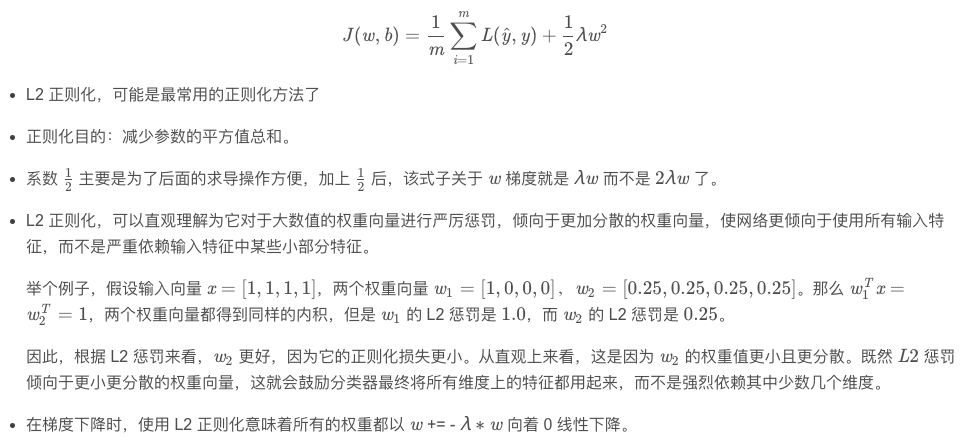 J(w, b) = \frac{1}{m} \sum_{i=1}^{m} L(ŷ, y) + \frac{1}{2} λw^2
• L2 正则化，可能是最常用的正则化方法了
• 正则化目的：减少参数的平方值总和。
• 系数 \frac{1}{2} 主要是为了后面的求导操作方便，加上 \frac{1}{2} 后，该式子关于 w 梯度就是 λw 而不是 2λw 了。
• L2 正则化，可以直观理解为它对于大数值的权重向量进行严厉惩罚，倾向于更加分散的权重向量，使网络更倾向于使用所有输入特
征，而不是严重依赖输入特征中某些小部分特征。
举个例子，假设输入向量 x = [1, 1, 1, 1]，两个权重向量 w_1 = [1, 0, 0, 0]，w_2 = [0.25, 0.25, 0.25, 0.25]。那么 w_1^T x =
w_2^T = 1，两个权重向量都得到同样的内积，但是 w_1 的 L2 惩罚是 1.0，而 w_2 的 L2 惩罚是 0.25。
因此，根据 L2 惩罚来看，w_2 更好，因为它的正则化损失更小。从直观上来看，这是因为 w_2 的权重值更小且更分散。既然 L2 惩罚
倾向于更小更分散的权重向量，这就会鼓励分类器最终将所有维度上的特征都用起来，而不是强烈依赖其中少数几个维度。
• 在梯度下降时，使用 L2 正则化意味着所有的权重都以 w += - λ ∗ w 向着 0 线性下降。